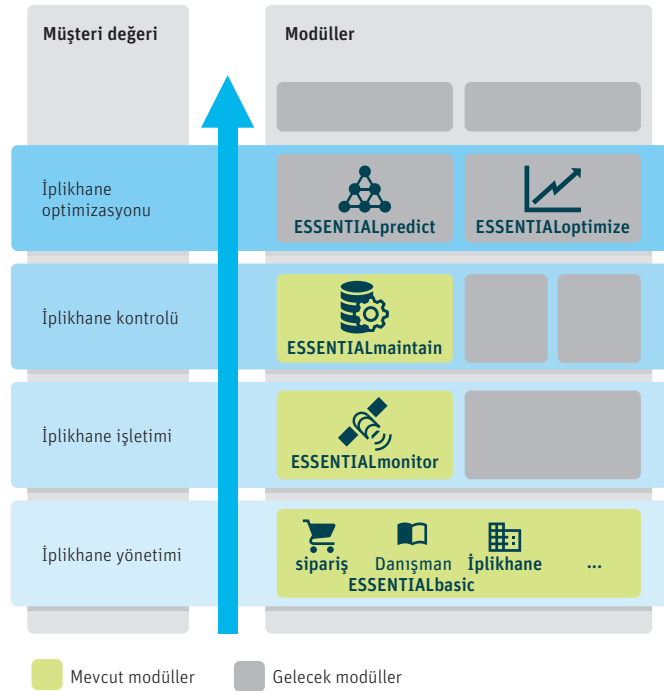 Müşteri değeri
Modüller
İplikhane
optimizasyonu
ESSENTIALpredict
ESSENTIALoptimize
İplikhane kontrolü
ESSENTIALmaintain
İplikhane işletimi
ESSENTIALmonitor
İplikhane yönetimi
sipariş Danışman İplikhane ...
ESSENTIALbasic
Mevcut modüller
Gelecek modüller